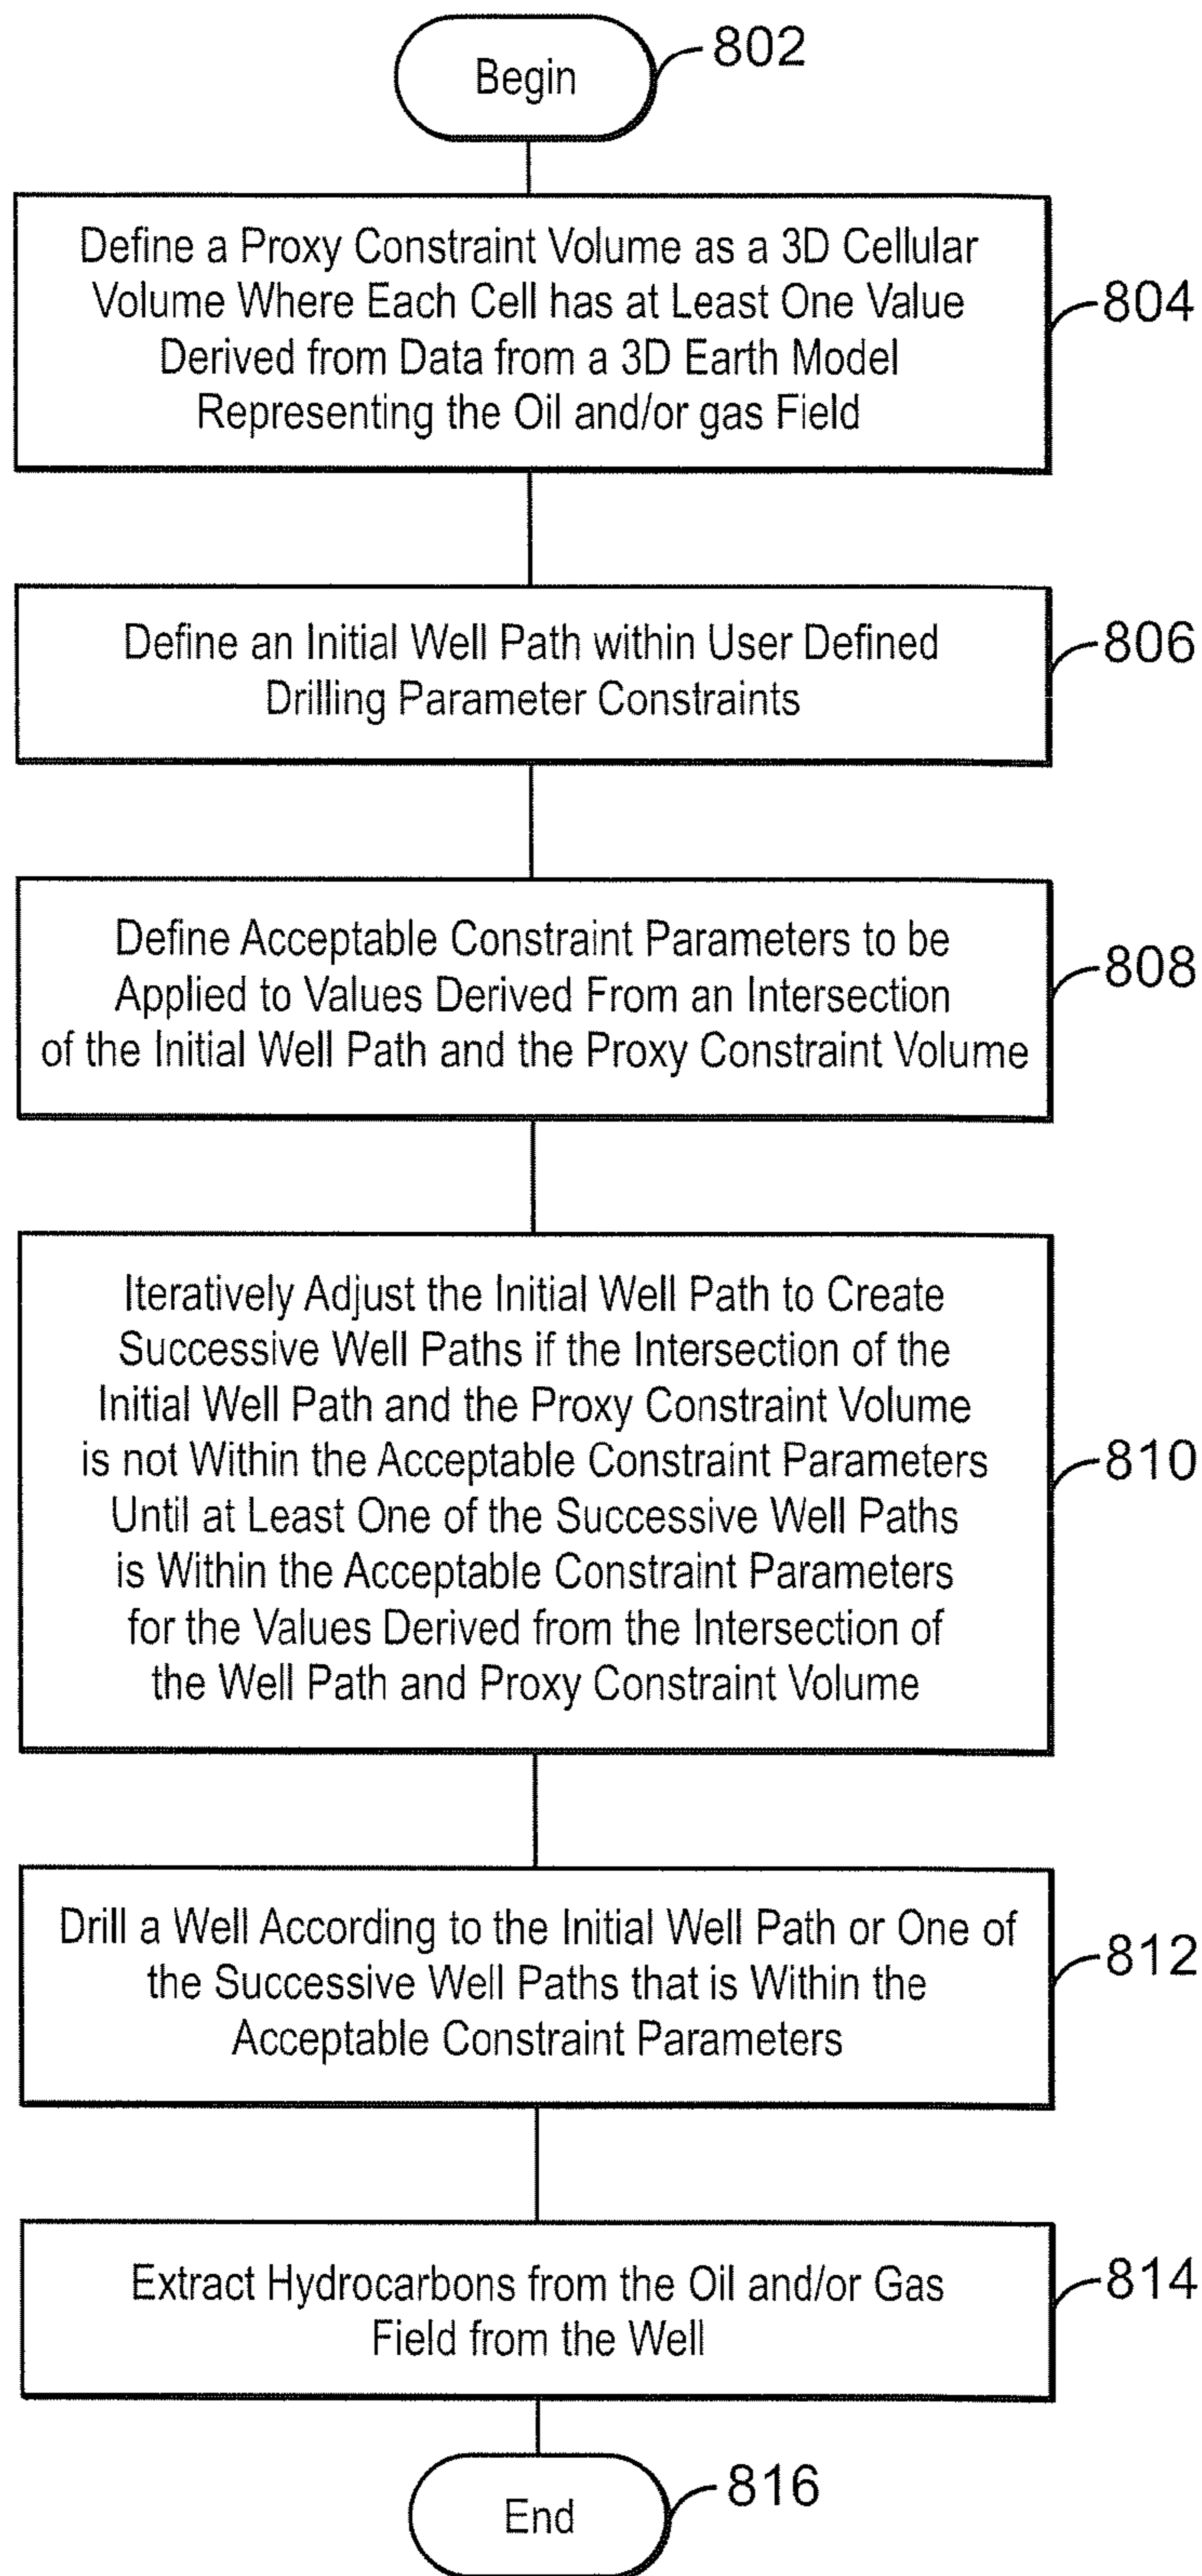 Begin
802
Define a Proxy Constraint Volume as a 3D Cellular
Volume Where Each Cell has at Least One Value
Derived from Data from a 3D Earth Model
Representing the Oil and/or gas Field
804
Define an Initial Well Path within User Defined
Drilling Parameter Constraints
806
Define Acceptable Constraint Parameters to be
Applied to Values Derived From an Intersection
of the Initial Well Path and the Proxy Constraint Volume
808
Iteratively Adjust the Initial Well Path to Create
Successive Well Paths if the Intersection of the
Initial Well Path and the Proxy Constraint Volume
is not Within the Acceptable Constraint Parameters
Until at Least One of the Successive Well Paths
is Within the Acceptable Constraint Parameters
for the Values Derived from the Intersection of
the Well Path and Proxy Constraint Volume
810
Drill a Well According to the Initial Well Path or One of
the Successive Well Paths that is Within the
Acceptable Constraint Parameters
812
Extract Hydrocarbons from the Oil and/or Gas
Field from the Well
814
End
816